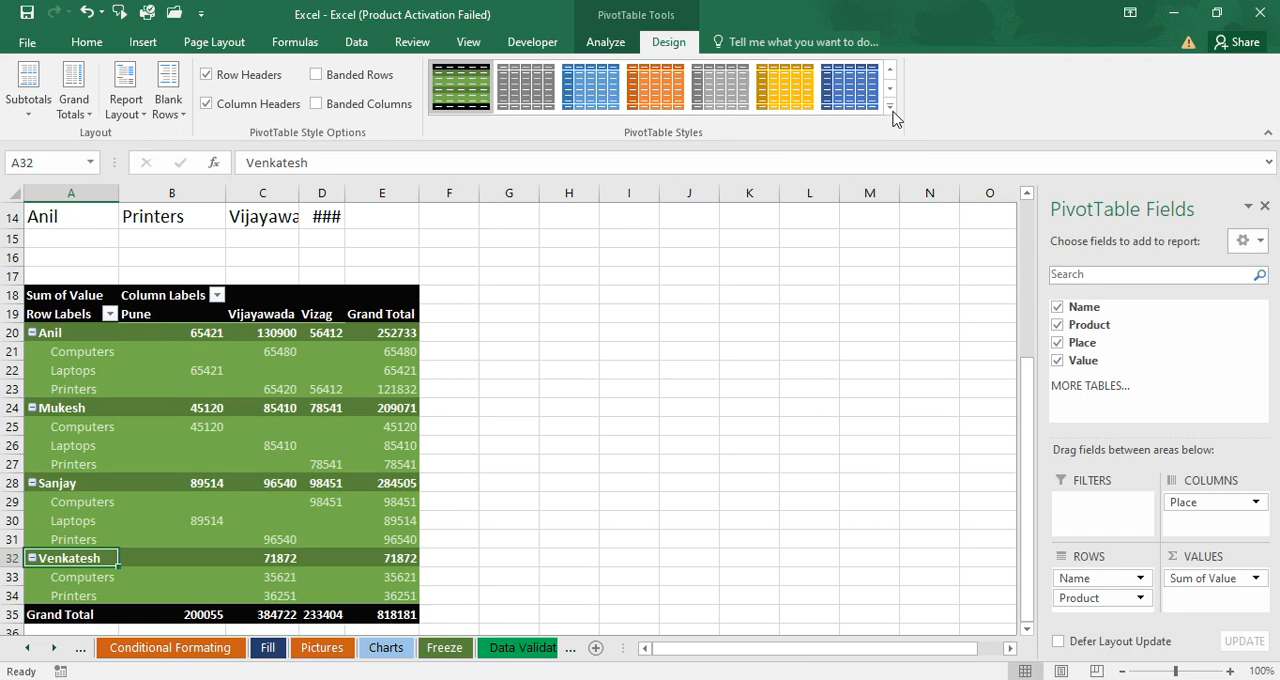 Excel - Excel (Product Activation Failed)
PivotTable Tools
File Home Insert Page Layout Formulas Data Review View Developer Analyze Design Tell me what you want to do... Share
Subtotals
Grand Totals
Report Layout
Blank Rows
Layout
Row Headers
Banded Rows
Column Headers
Banded Columns
PivotTable Style Options
PivotTable Styles
A32 fx Venkatesh
A B C D E F G H I J K L M N O
14 Anil Printers Vijayawa ###
15
16
17
18 Sum of Value Column Labels
19 Row Labels Pune Vijayawada Vizag Grand Total
20 Anil 65421 130900 56412 252733
21 Computers 65480 65480
22 Laptops 65421 65421
23 Printers 65420 56412 121832
24 Mukesh 45120 85410 78541 209071
25 Computers 45120 45120
26 Laptops 85410 85410
27 Printers 78541 78541
28 Sanjay 89514 96540 98451 284505
29 Computers 98451 98451
30 Laptops 89514 89514
31 Printers 96540 96540
32 Venkatesh 71872 71872
33 Computers 35621 35621
34 Printers 36251 36251
35 Grand Total 200055 384722 233404 818181
36
PivotTable Fields
Choose fields to add to report:
Search
Name
Product
Place
Value
MORE TABLES...
Drag fields between areas below:
FILTERS
COLUMNS
Place
ROWS
Name
Product
Σ VALUES
Sum of Value
Defer Layout Update UPDATE
... Conditional Formating Fill Pictures Charts Freeze Data Validat ...
Ready
100%